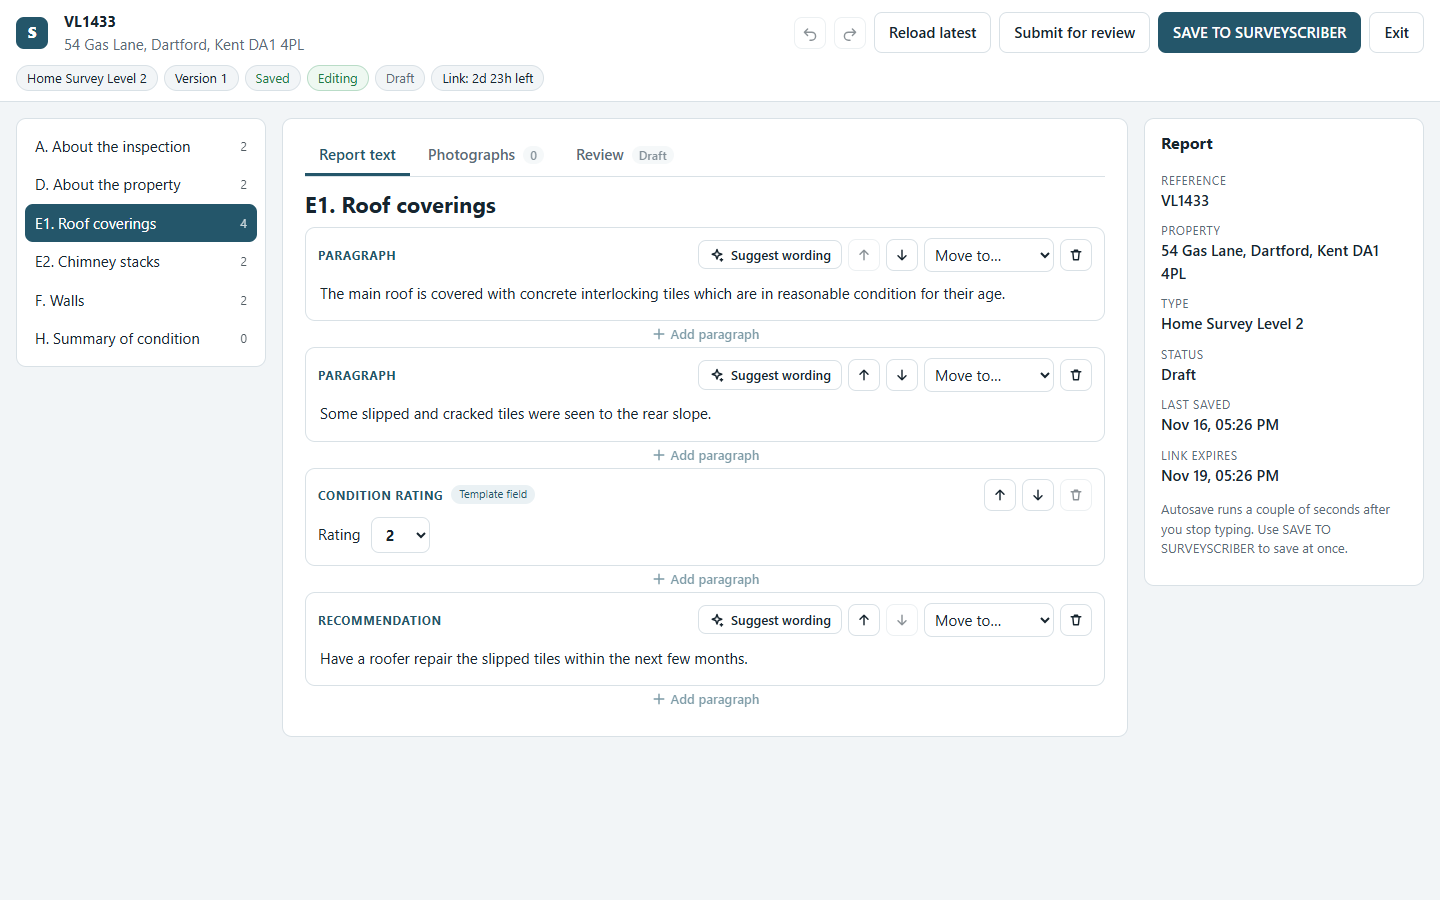 S
VL1433
54 Gas Lane, Dartford, Kent DA1 4PL
Reload latest
Submit for review
SAVE TO SURVEYSCRIBER
Exit
Home Survey Level 2
Version 1
Saved
Editing
Draft
Link: 2d 23h left
A. About the inspection 2
D. About the property 2
E1. Roof coverings 4
E2. Chimney stacks 2
F. Walls 2
H. Summary of condition 0
Report text
Photographs 0
Review Draft
E1. Roof coverings
PARAGRAPH
Suggest wording
Move to...
The main roof is covered with concrete interlocking tiles which are in reasonable condition for their age.
Add paragraph
PARAGRAPH
Suggest wording
Move to...
Some slipped and cracked tiles were seen to the rear slope.
Add paragraph
CONDITION RATING Template field
Rating 2
Add paragraph
RECOMMENDATION
Suggest wording
Move to...
Have a roofer repair the slipped tiles within the next few months.
Add paragraph
Report
REFERENCE
VL1433
PROPERTY
54 Gas Lane, Dartford, Kent DA1
4PL
TYPE
Home Survey Level 2
STATUS
Draft
LAST SAVED
Nov 16, 05:26 PM
LINK EXPIRES
Nov 19, 05:26 PM
Autosave runs a couple of seconds after
you stop typing. Use SAVE TO
SURVEYSCRIBER to save at once.